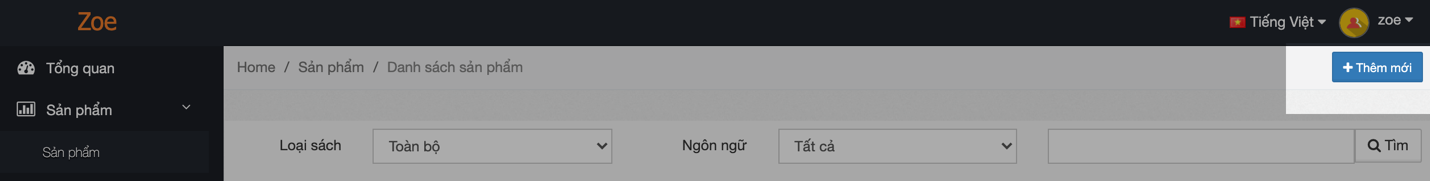 Zoe
Tiếng Việt
zoe
Tổng quan
Home / Sản phẩm / Danh sách sản phẩm
+ Thêm mới
Sản phẩm
Sản phẩm
Loại sách
Toàn bộ
Ngôn ngữ
Tất cả
Tìm